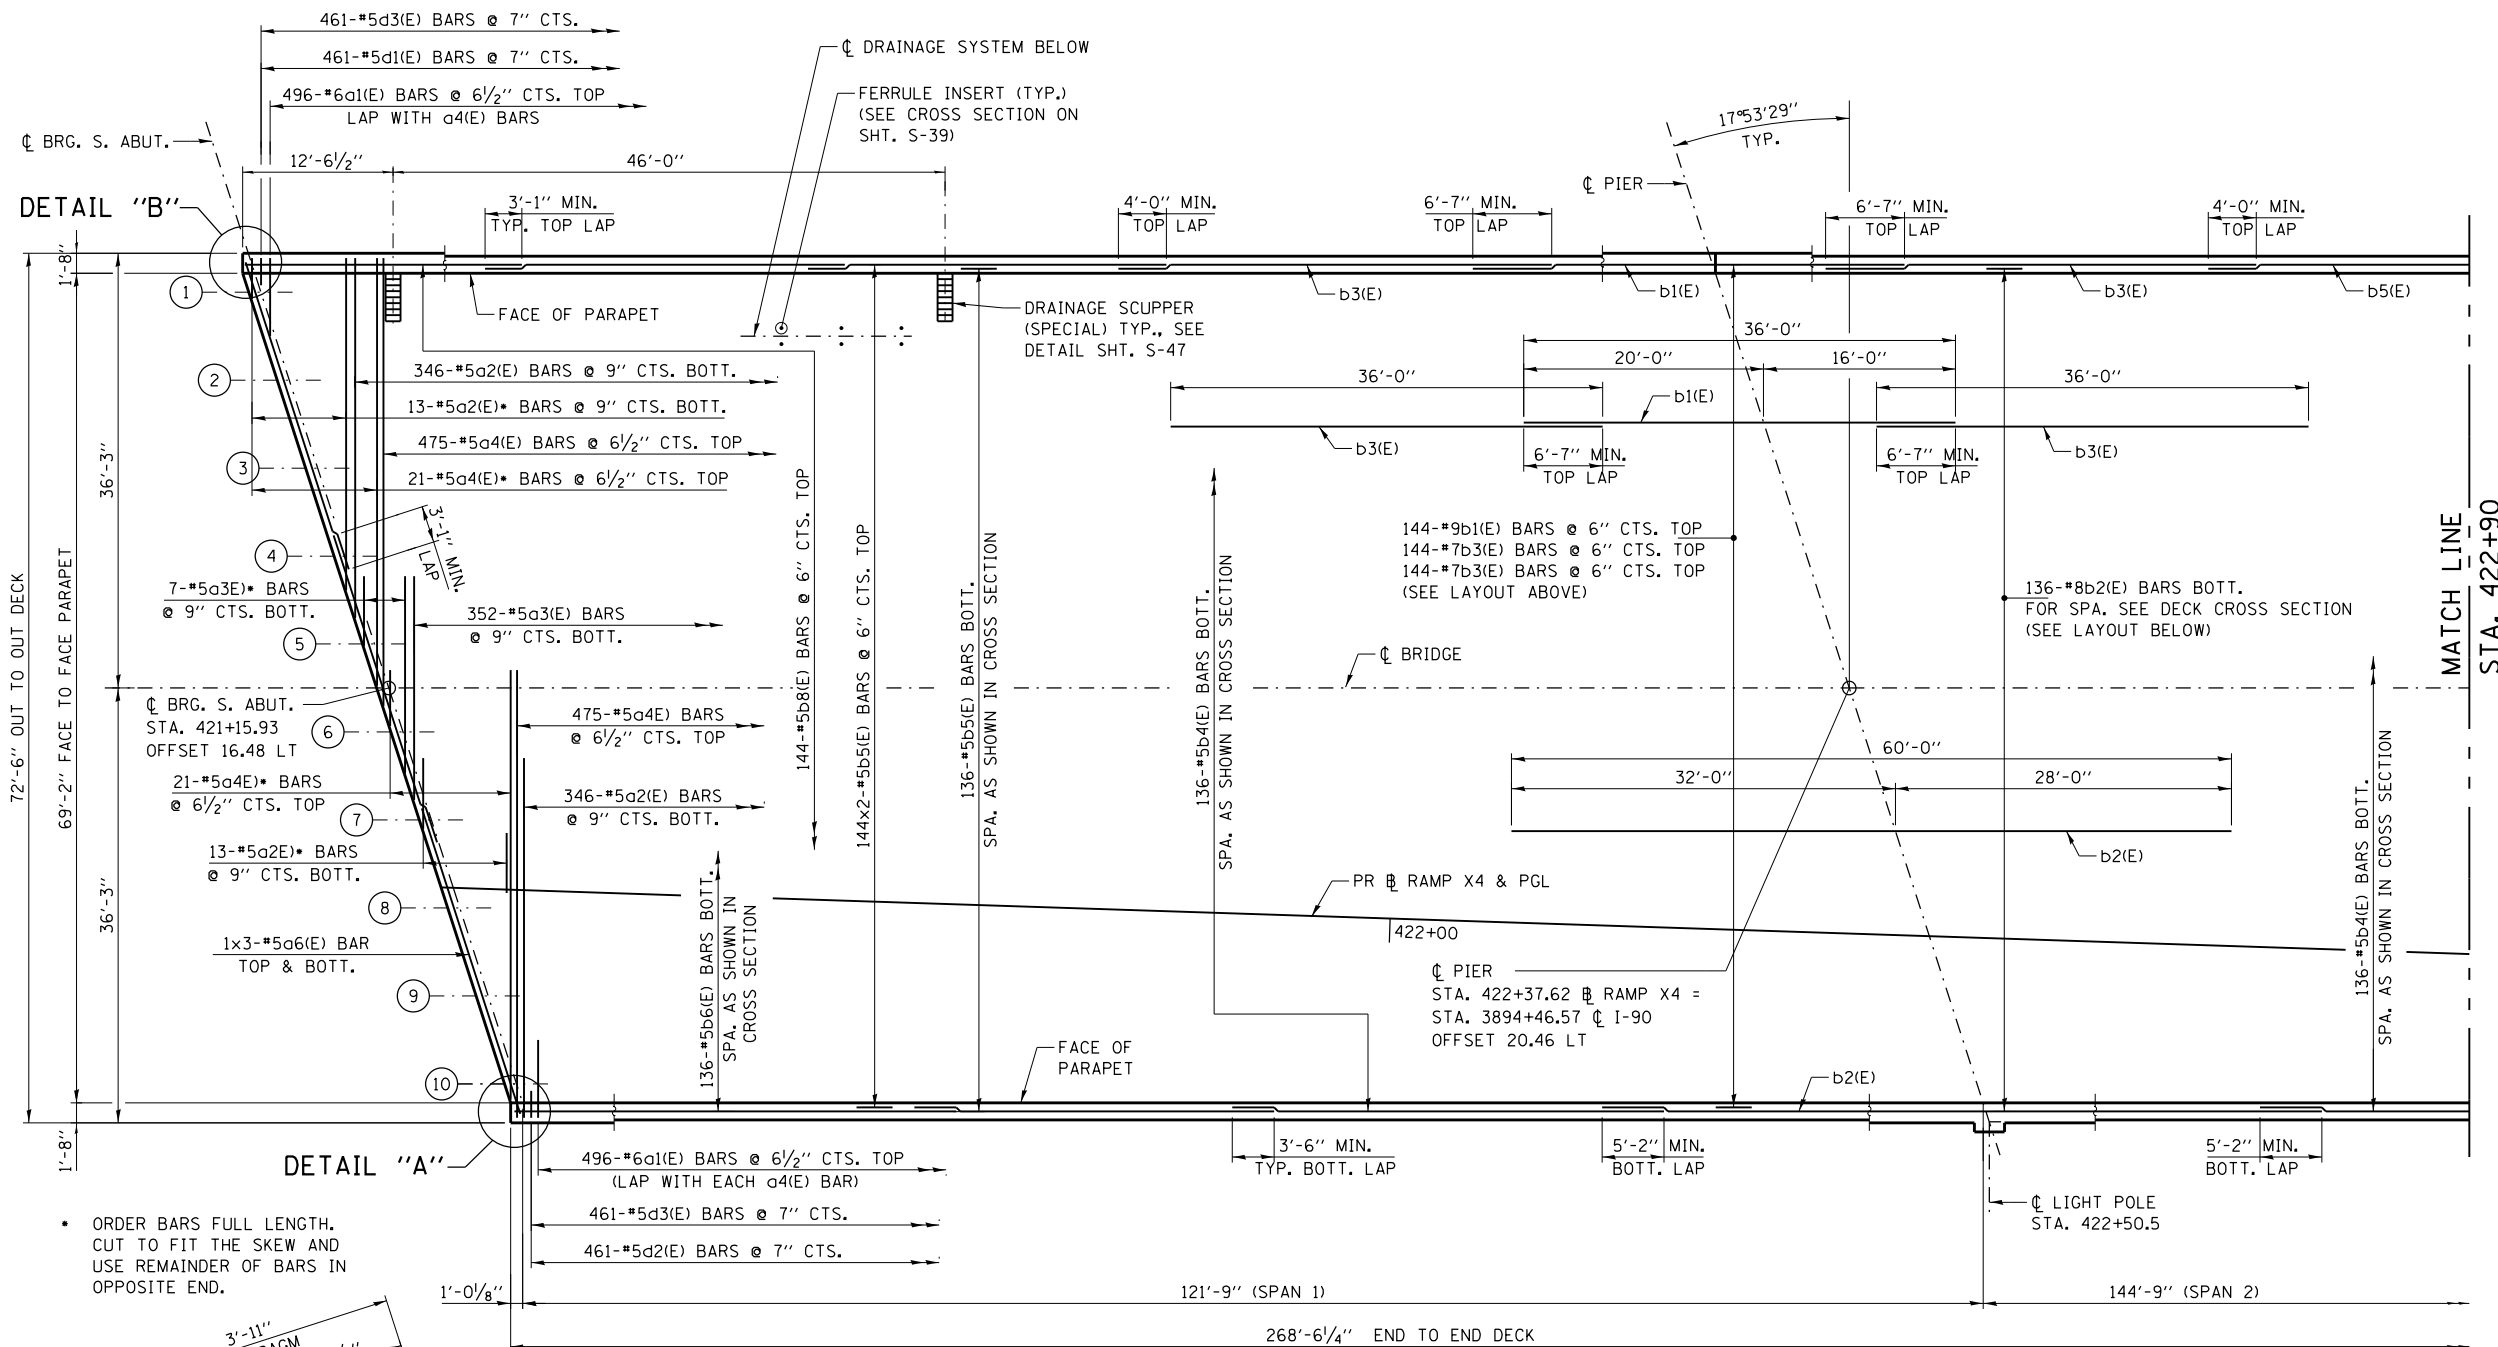 461-#5d3(E) BARS @ 7" CTS.
461-#5d1(E) BARS @ 7" CTS.
496-#6a1(E) BARS @ 6½" CTS. TOP
LAP WITH a4(E) BARS
℄ BRG. S. ABUT.
12'-6½"
46'-0"
℄ DRAINAGE SYSTEM BELOW
FERRULE INSERT (TYP.)
(SEE CROSS SECTION ON
SHT. S-39)
17°53'29"
TYP.
℄ PIER
DETAIL "B"
3'-1" MIN.
TYP. TOP LAP
4'-0" MIN.
TOP LAP
6'-7" MIN.
TOP LAP
6'-7" MIN.
TOP LAP
4'-0" MIN.
TOP LAP
1'-8"
1
FACE OF PARAPET
DRAINAGE SCUPPER
(SPECIAL) TYP., SEE
DETAIL SHT. S-47
b3(E)
b1(E)
b3(E)
b5(E)
36'-0"
20'-0"
16'-0"
36'-0"
36'-0"
b1(E)
b3(E)
b3(E)
6'-7" MIN.
TOP LAP
6'-7" MIN.
TOP LAP
2
346-#5a2(E) BARS @ 9" CTS. BOTT.
13-#5a2(E)* BARS @ 9" CTS. BOTT.
475-#5a4(E) BARS @ 6½" CTS. TOP
3
21-#5a4(E)* BARS @ 6½" CTS. TOP
3'-1" MIN.
LAP
4
36'-3"
72'-6" OUT TO OUT DECK
69'-2" FACE TO FACE PARAPET
36'-3"
7-#5a3E)* BARS
@ 9" CTS. BOTT.
352-#5a3(E) BARS
@ 9" CTS. BOTT.
5
144-#5b8(E) BARS @ 6" CTS. TOP
144x2-#5b5(E) BARS @ 6" CTS. TOP
136-#5b5(E) BARS BOTT.
SPA. AS SHOWN IN CROSS SECTION
136-#5b4(E) BARS BOTT.
SPA. AS SHOWN IN CROSS SECTION
144-#9b1(E) BARS @ 6" CTS. TOP
144-#7b3(E) BARS @ 6" CTS. TOP
144-#7b3(E) BARS @ 6" CTS. TOP
(SEE LAYOUT ABOVE)
136-#8b2(E) BARS BOTT.
FOR SPA. SEE DECK CROSS SECTION
(SEE LAYOUT BELOW)
MATCH LINE
STA. 422+90
℄ BRIDGE
℄ BRG. S. ABUT.
STA. 421+15.93
OFFSET 16.48 LT
6
475-#5a4E) BARS
@ 6½" CTS. TOP
21-#5a4E)* BARS
@ 6½" CTS. TOP
346-#5a2(E) BARS
@ 9" CTS. BOTT.
7
13-#5a2E)* BARS
@ 9" CTS. BOTT.
60'-0"
32'-0"
28'-0"
b2(E)
136-#5b4(E) BARS BOTT.
SPA. AS SHOWN IN CROSS SECTION
PR ℄ RAMP X4 & PGL
422+00
8
1x3-#5a6(E) BAR
TOP & BOTT.
136-#5b6(E) BARS BOTT.
SPA. AS SHOWN IN
CROSS SECTION
9
℄ PIER
STA. 422+37.62 ℄ RAMP X4 =
STA. 3894+46.57 ℄ I-90
OFFSET 20.46 LT
FACE OF
PARAPET
10
b2(E)
1'-8"
DETAIL "A"
496-#6a1(E) BARS @ 6½" CTS. TOP
(LAP WITH EACH a4(E) BAR)
3'-6" MIN.
TYP. BOTT. LAP
5'-2" MIN.
BOTT. LAP
5'-2" MIN.
BOTT. LAP
461-#5d3(E) BARS @ 7" CTS.
461-#5d2(E) BARS @ 7" CTS.
℄ LIGHT POLE
STA. 422+50.5
* ORDER BARS FULL LENGTH.
CUT TO FIT THE SKEW AND
USE REMAINDER OF BARS IN
OPPOSITE END.
1'-0⅛"
121'-9" (SPAN 1)
144'-9" (SPAN 2)
268'-6¼" END TO END DECK
3'-11"